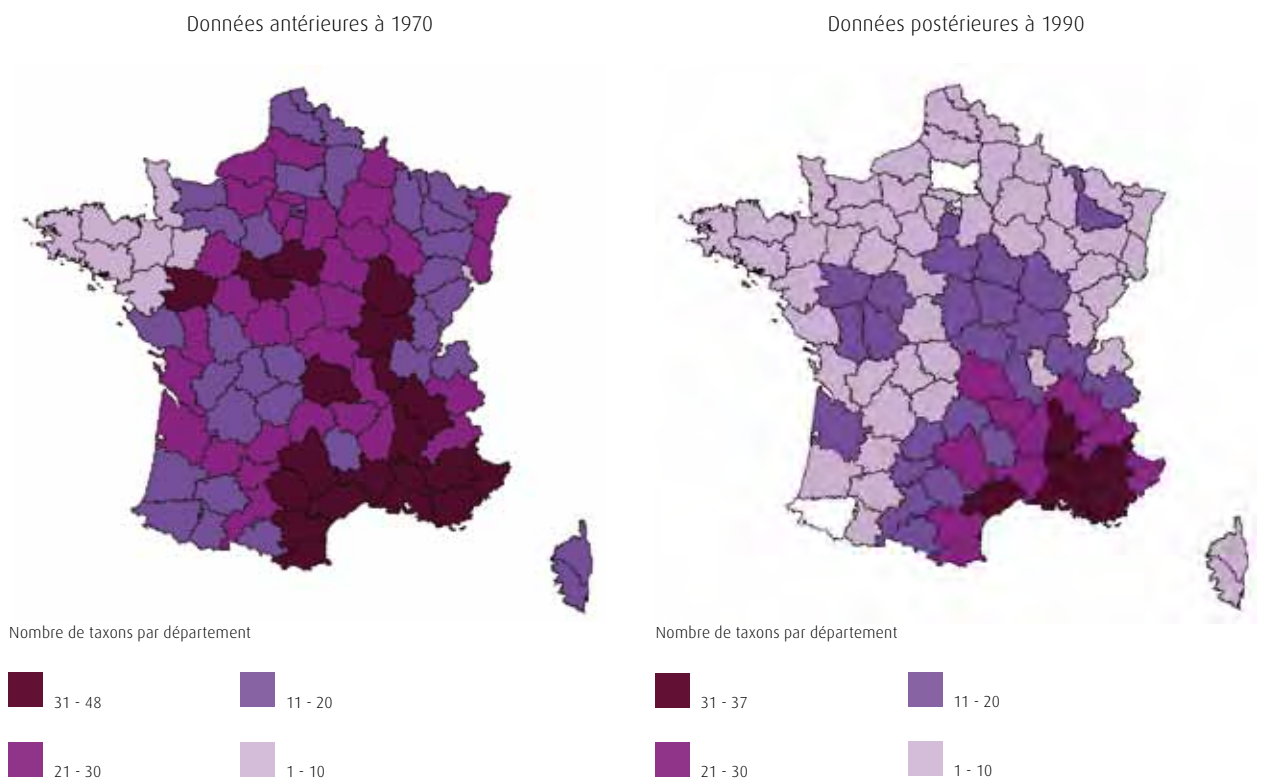 Données antérieures à 1970
Données postérieures à 1990
Nombre de taxons par département
31 - 48
11 - 20
21 - 30
1 - 10
Nombre de taxons par département
31 - 37
11 - 20
21 - 30
1 - 10